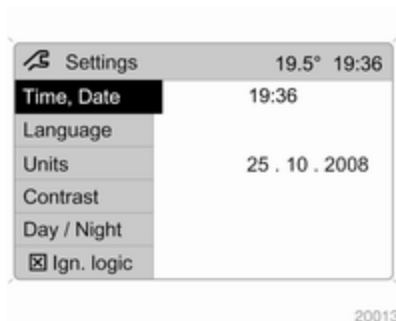 Settings 19.5° 19:36
Time, Date 19:36
Language
Units 25 . 10 . 2008
Contrast
Day / Night
Ign. logic
20013